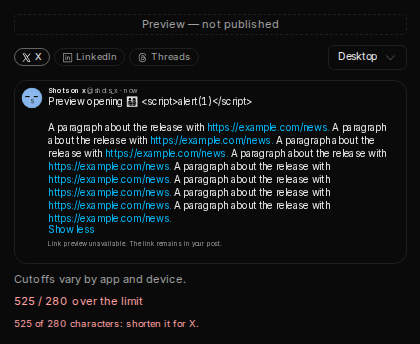 Preview — not published
X LinkedIn Threads Desktop
Shots on x @shots_x · now
Preview opening <script>alert(1)</script>
A paragraph about the release with https://example.com/news. A paragraph
about the release with https://example.com/news. A paragraph about the
release with https://example.com/news. A paragraph about the release with
https://example.com/news. A paragraph about the release with
https://example.com/news. A paragraph about the release with
https://example.com/news. A paragraph about the release with
https://example.com/news. A paragraph about the release with
https://example.com/news.
Show less
Link preview unavailable. The link remains in your post.
Cutoffs vary by app and device.
525 / 280 over the limit
525 of 280 characters: shorten it for X.